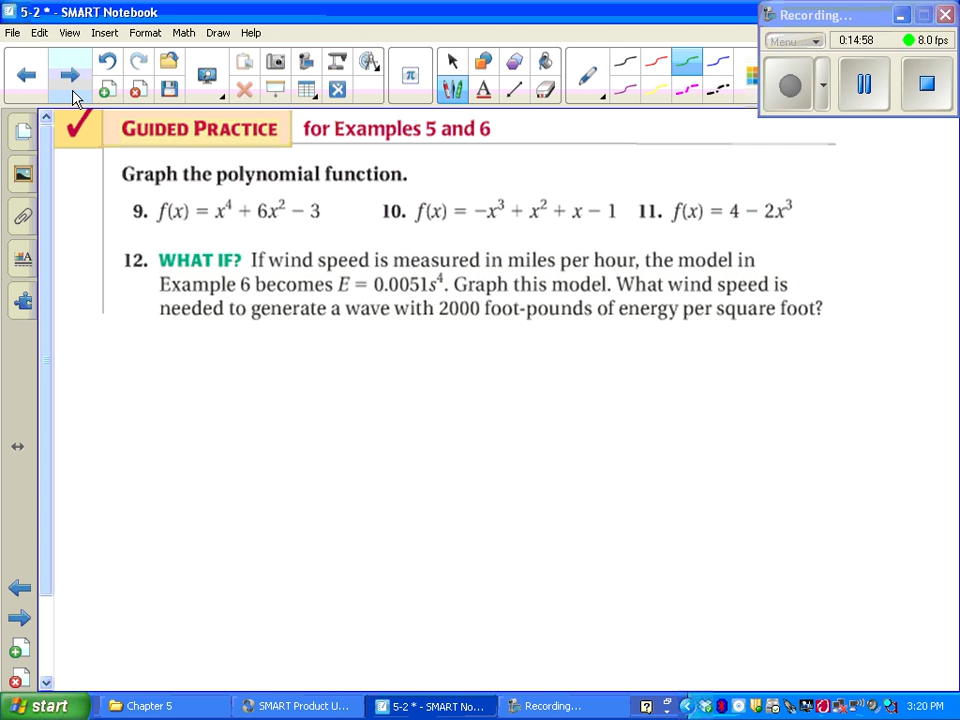 5-2 * - SMART Notebook
Recording...
File Edit View Insert Format Math Draw Help
Menu 0:14:58 8.0 fps
GUIDED PRACTICE for Examples 5 and 6
Graph the polynomial function.
9. f(x) = x⁴ + 6x² − 3 10. f(x) = −x³ + x² + x − 1 11. f(x) = 4 − 2x³
12. WHAT IF? If wind speed is measured in miles per hour, the model in
Example 6 becomes E = 0.0051s⁴. Graph this model. What wind speed is
needed to generate a wave with 2000 foot-pounds of energy per square foot?
start Chapter 5 SMART Product U... 5-2 * - SMART No... Recording... 3:20 PM